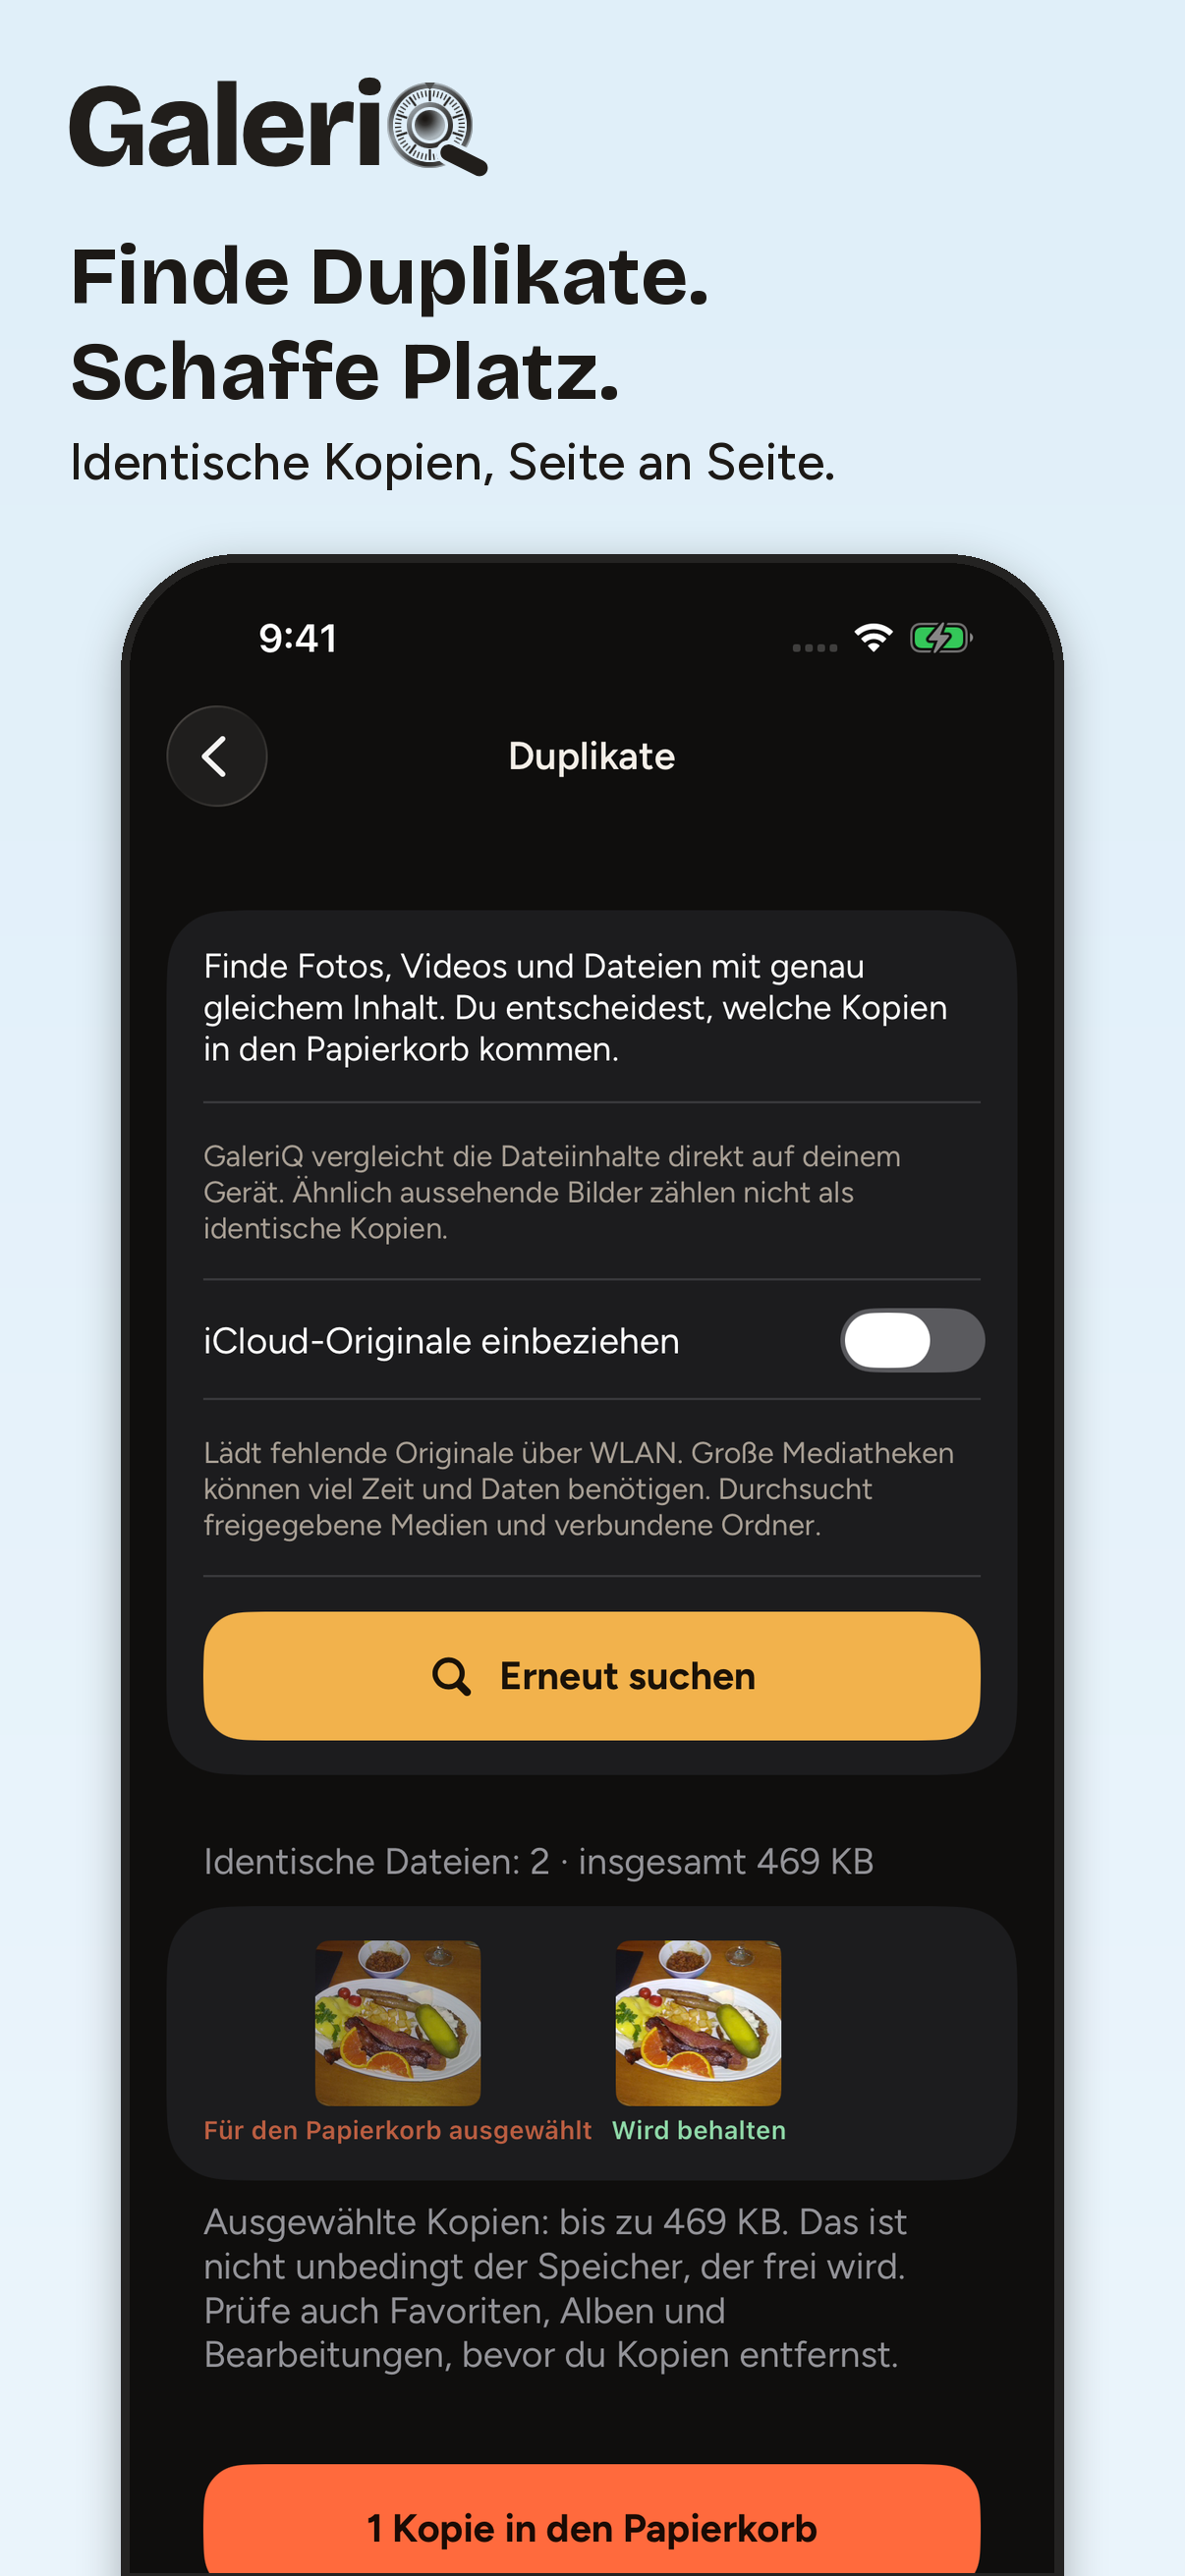 GaleriQ
Finde Duplikate.
Schaffe Platz.
Identische Kopien, Seite an Seite.
9:41
Duplikate
Finde Fotos, Videos und Dateien mit genau
gleichem Inhalt. Du entscheidest, welche Kopien
in den Papierkorb kommen.
GaleriQ vergleicht die Dateiinhalte direkt auf deinem
Gerät. Ähnlich aussehende Bilder zählen nicht als
identische Kopien.
iCloud-Originale einbeziehen
Lädt fehlende Originale über WLAN. Große Mediatheken
können viel Zeit und Daten benötigen. Durchsucht
freigegebene Medien und verbundene Ordner.
Erneut suchen
Identische Dateien: 2 · insgesamt 469 KB
Für den Papierkorb ausgewählt Wird behalten
Ausgewählte Kopien: bis zu 469 KB. Das ist
nicht unbedingt der Speicher, der frei wird.
Prüfe auch Favoriten, Alben und
Bearbeitungen, bevor du Kopien entfernst.
1 Kopie in den Papierkorb